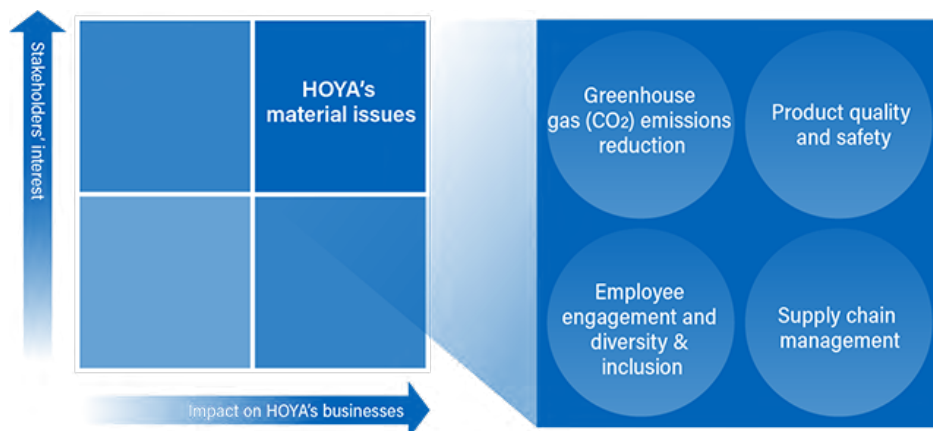 Stakeholders' interest
HOYA's
material issues
Impact on HOYA's businesses
Greenhouse
gas (CO2) emissions
reduction
Product quality
and safety
Employee
engagement and
diversity &
inclusion
Supply chain
management